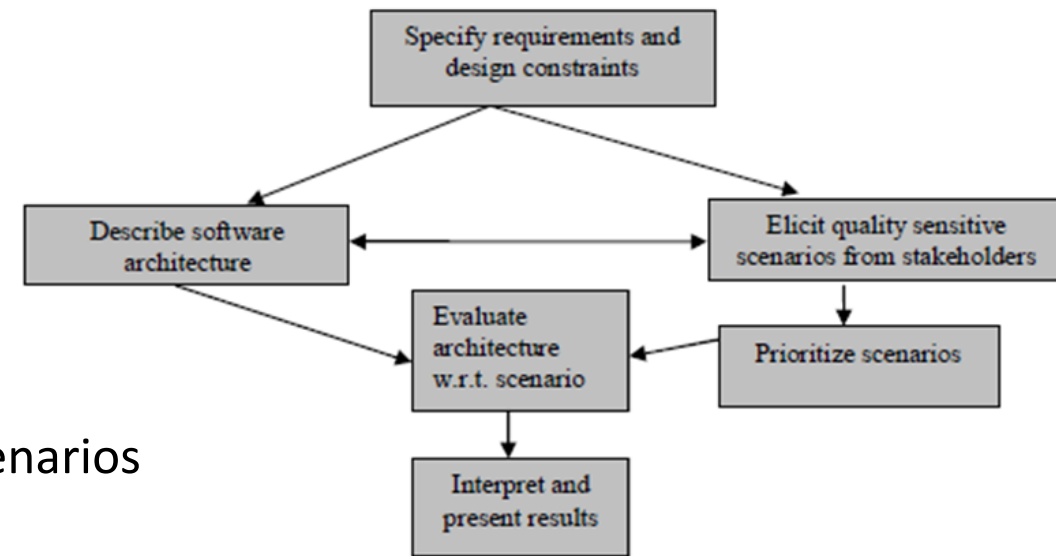 Specify requirements and
design constraints
Describe software
architecture
Elicit quality sensitive
scenarios from stakeholders
Evaluate
architecture
w.r.t. scenario
Prioritize scenarios
Interpret and
present results